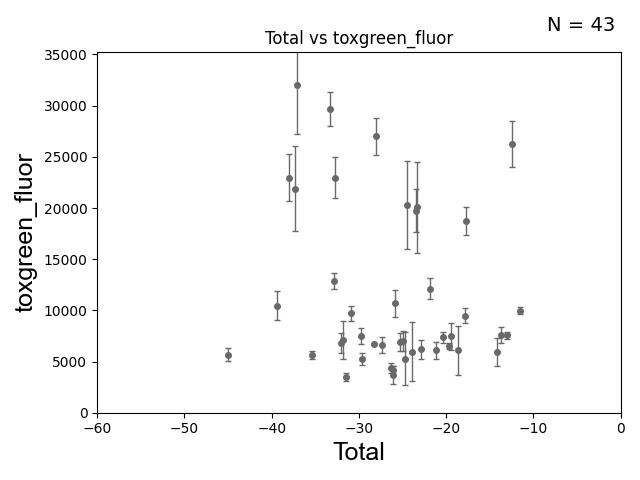 N = 43
Total vs toxgreen_fluor
35000
30000
25000
20000
15000
10000
5000
0
toxgreen_fluor
−60 −50 −40 −30 −20 −10 0
Total